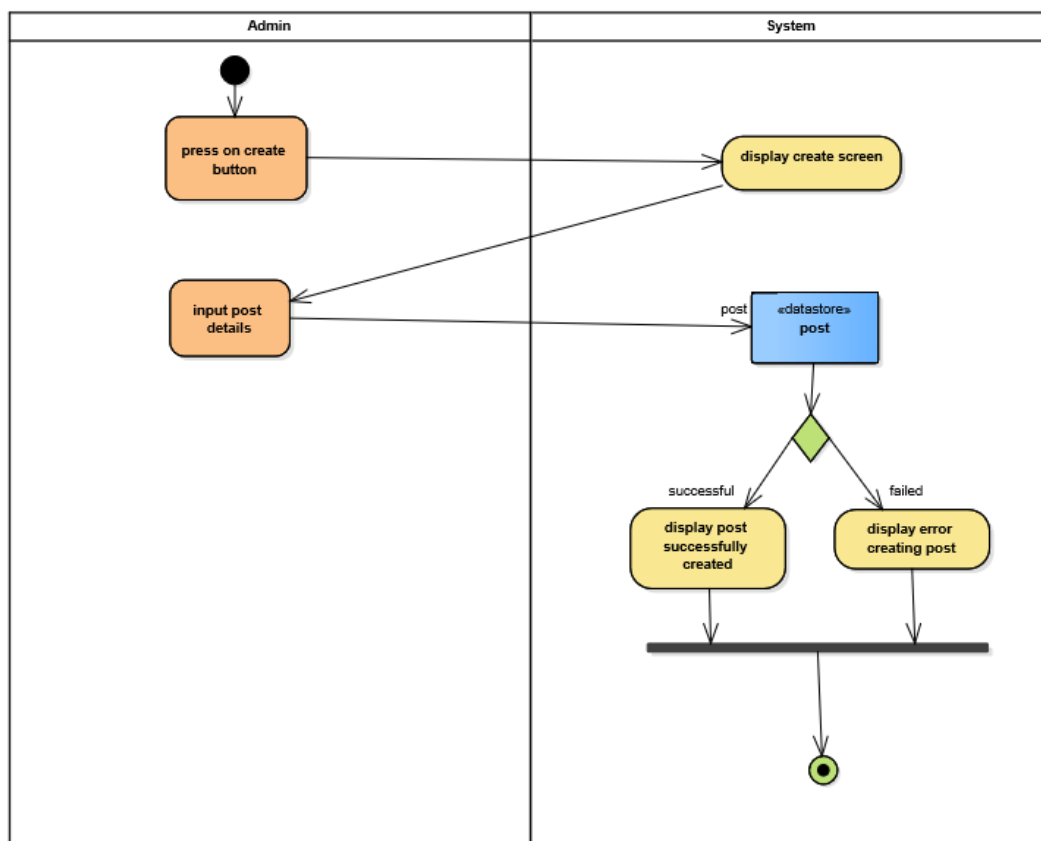 Admin
System
press on create
button
display create screen
input post
details
post
«datastore»
post
successful
failed
display post
successfully
created
display error
creating post